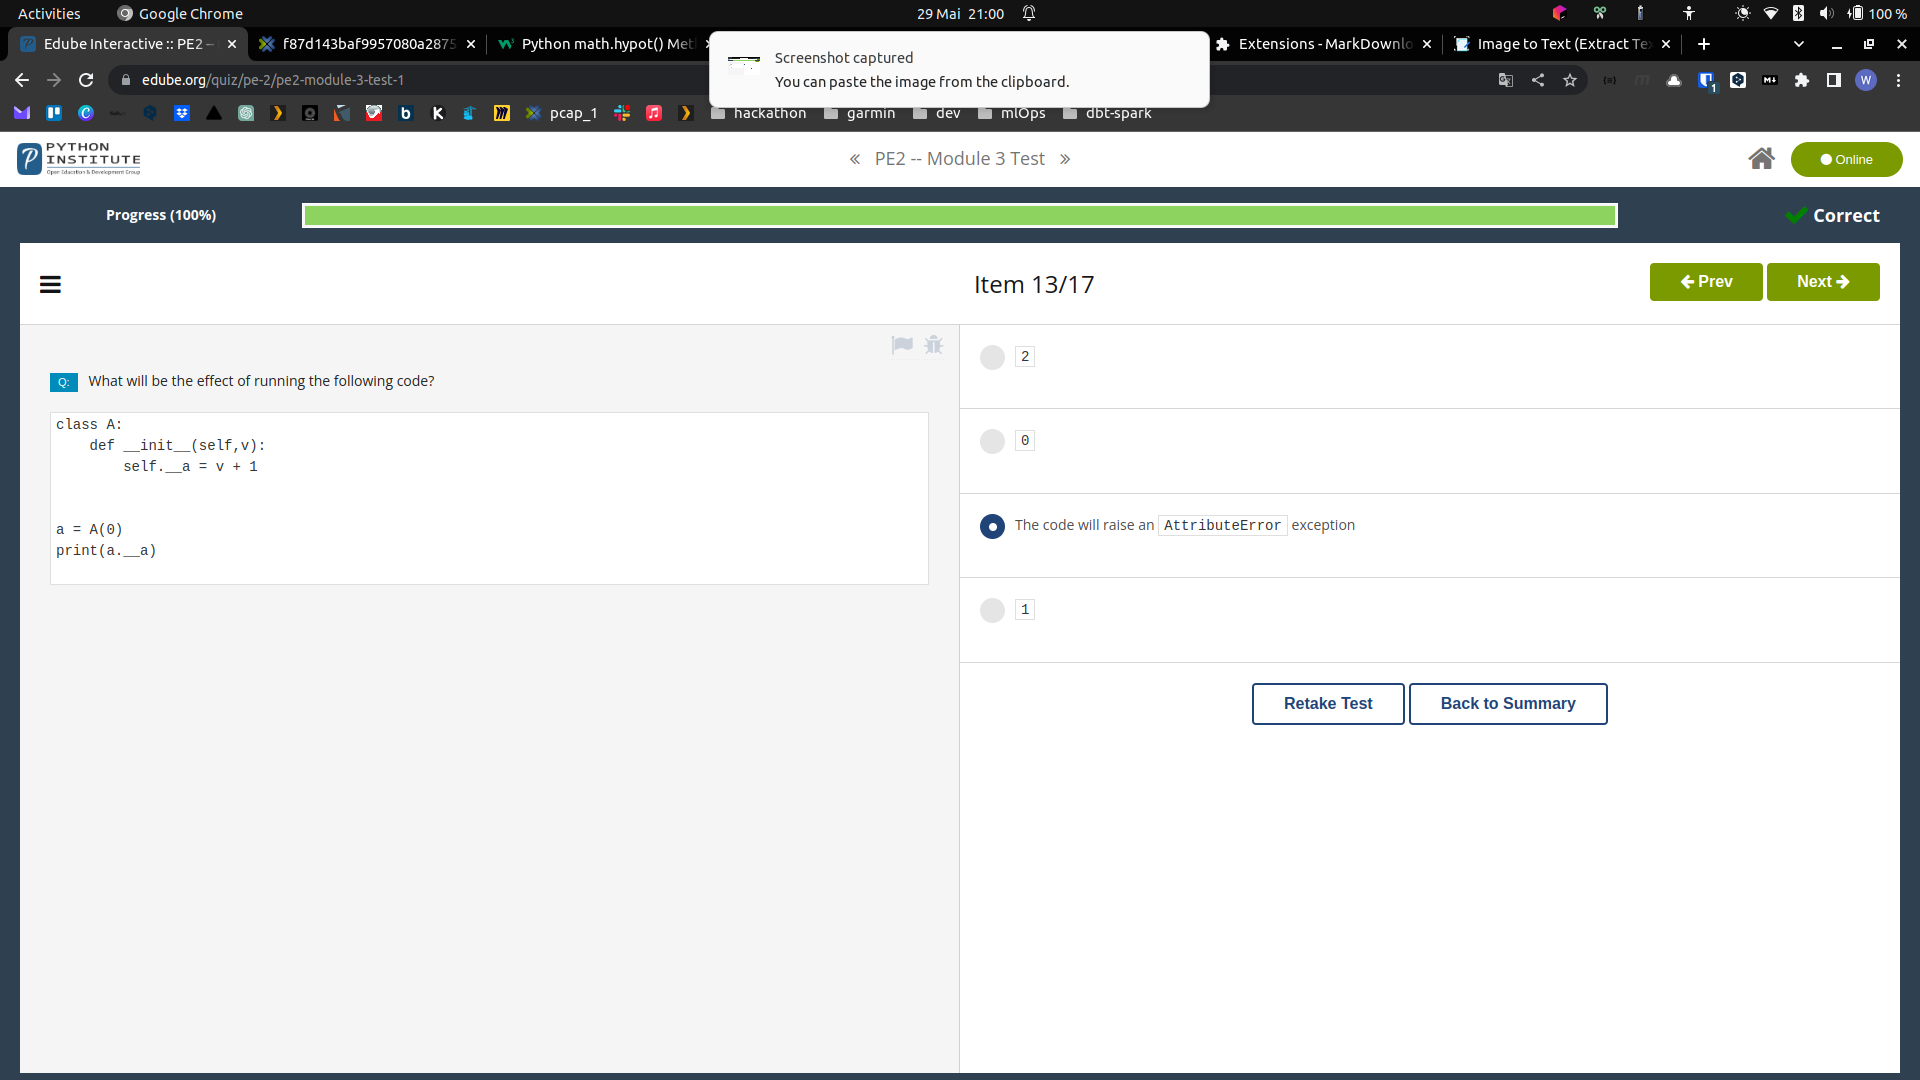 Activities
Google Chrome
29 Mai 21:00
100 %
Edube Interactive :: PE2 –
f87d143baf9957080a2875
Python math.hypot() Met
Extensions - MarkDownlo
Image to Text (Extract Te
edube.org/quiz/pe-2/pe2-module-3-test-1
Screenshot captured
You can paste the image from the clipboard.
pcap_1
hackathon
garmin
dev
mlOps
dbt-spark
PYTHON
INSTITUTE
Open Education & Development Group
« PE2 -- Module 3 Test »
Online
Progress (100%)
Correct
Item 13/17
Prev
Next
Q:
What will be the effect of running the following code?
class A:
    def __init__(self,v):
        self.__a = v + 1
a = A(0)
print(a.__a)
2
0
The code will raise an AttributeError exception
1
Retake Test
Back to Summary